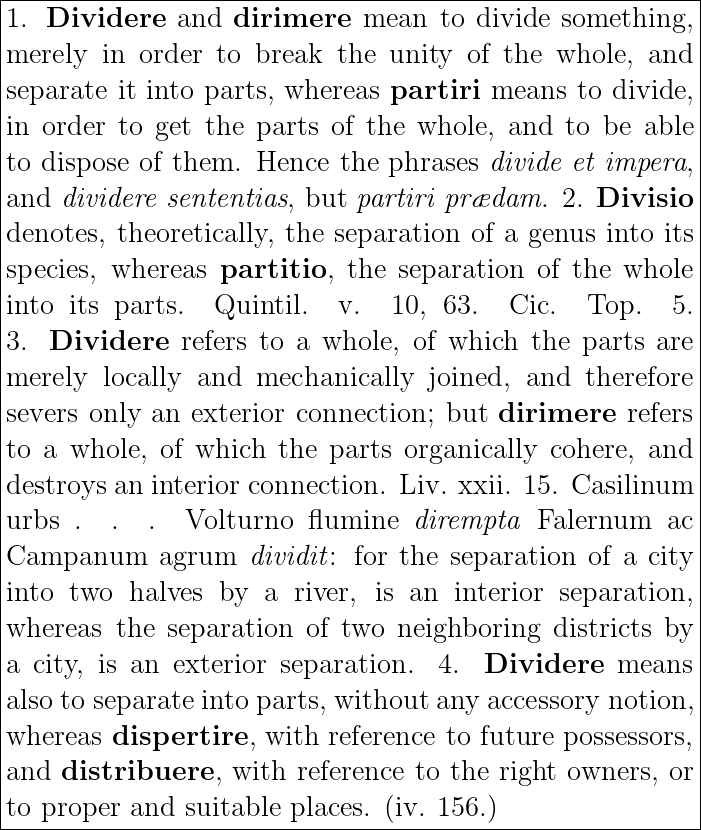 1. Dividere and dirimere mean to divide something,
merely in order to break the unity of the whole, and
separate it into parts, whereas partiri means to divide,
in order to get the parts of the whole, and to be able
to dispose of them. Hence the phrases divide et impera,
and dividere sententias, but partiri prædam. 2. Divisio
denotes, theoretically, the separation of a genus into its
species, whereas partitio, the separation of the whole
into its parts. Quintil. v. 10, 63. Cic. Top. 5.
3. Dividere refers to a whole, of which the parts are
merely locally and mechanically joined, and therefore
severs only an exterior connection; but dirimere refers
to a whole, of which the parts organically cohere, and
destroys an interior connection. Liv. xxii. 15. Casilinum
urbs . . . Volturno flumine dirempta Falernum ac
Campanum agrum dividit: for the separation of a city
into two halves by a river, is an interior separation,
whereas the separation of two neighboring districts by
a city, is an exterior separation. 4. Dividere means
also to separate into parts, without any accessory notion,
whereas dispertire, with reference to future possessors,
and distribuere, with reference to the right owners, or
to proper and suitable places. (iv. 156.)